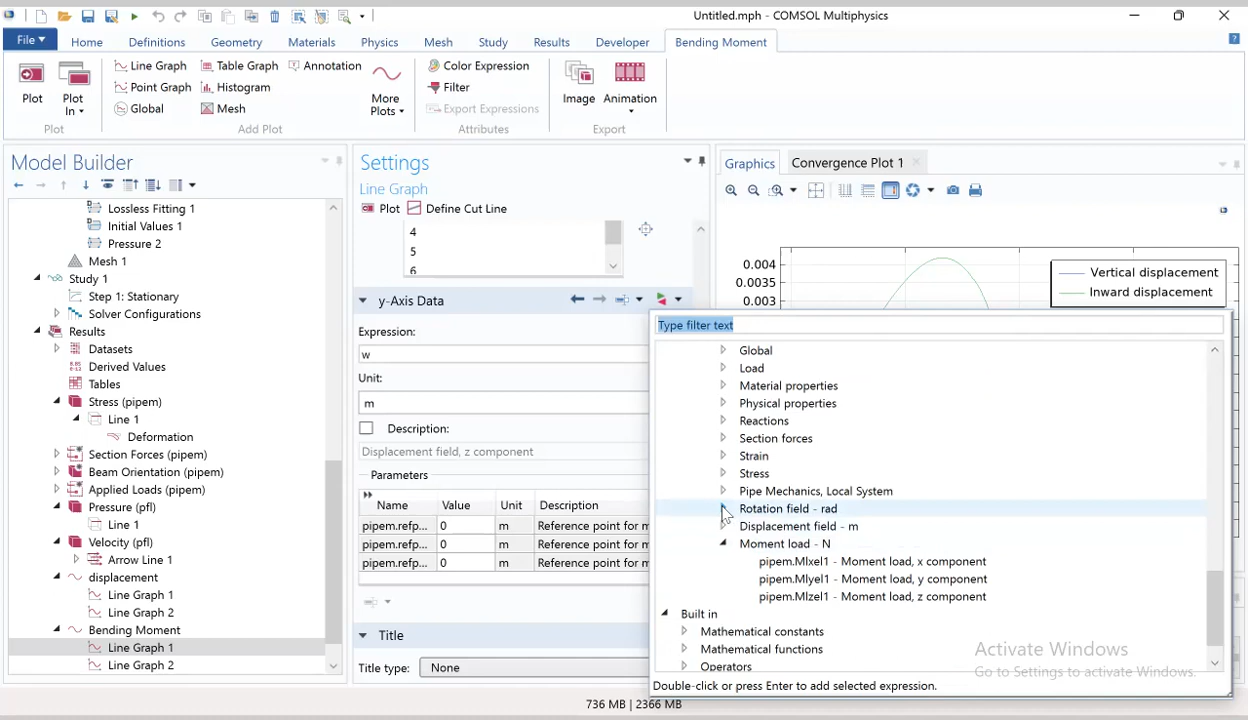 Untitled.mph - COMSOL Multiphysics
File
Home
Definitions
Geometry
Materials
Physics
Mesh
Study
Results
Developer
Bending Moment
Plot
Plot In
Line Graph
Point Graph
Global
Table Graph
Histogram
Mesh
Annotation
More Plots
Color Expression
Filter
Export Expressions
Image
Animation
Plot
Add Plot
Attributes
Export
Model Builder
Lossless Fitting 1
Initial Values 1
Pressure 2
Mesh 1
Study 1
Step 1: Stationary
Solver Configurations
Results
Datasets
Derived Values
Tables
Stress (pipem)
Line 1
Deformation
Section Forces (pipem)
Beam Orientation (pipem)
Applied Loads (pipem)
Pressure (pfl)
Line 1
Velocity (pfl)
Arrow Line 1
displacement
Line Graph 1
Line Graph 2
Bending Moment
Line Graph 1
Line Graph 2
Settings
Line Graph
Plot
Define Cut Line
4
5
6
y-Axis Data
Expression:
w
Unit:
m
Description:
Displacement field, z component
Parameters
Name Value Unit Description
pipem.refp... 0 m Reference point for m
pipem.refp... 0 m Reference point for m
pipem.refp... 0 m Reference point for m
Title
Title type: None
Graphics
Convergence Plot 1
0.004
0.0035
0.003
Vertical displacement
Inward displacement
Type filter text
Global
Load
Material properties
Physical properties
Reactions
Section forces
Strain
Stress
Pipe Mechanics, Local System
Rotation field - rad
Displacement field - m
Moment load - N
pipem.Mlxel1 - Moment load, x component
pipem.Mlyel1 - Moment load, y component
pipem.Mlzel1 - Moment load, z component
Built in
Mathematical constants
Mathematical functions
Operators
Double-click or press Enter to add selected expression.
Activate Windows
Go to Settings to activate Windows.
736 MB | 2366 MB